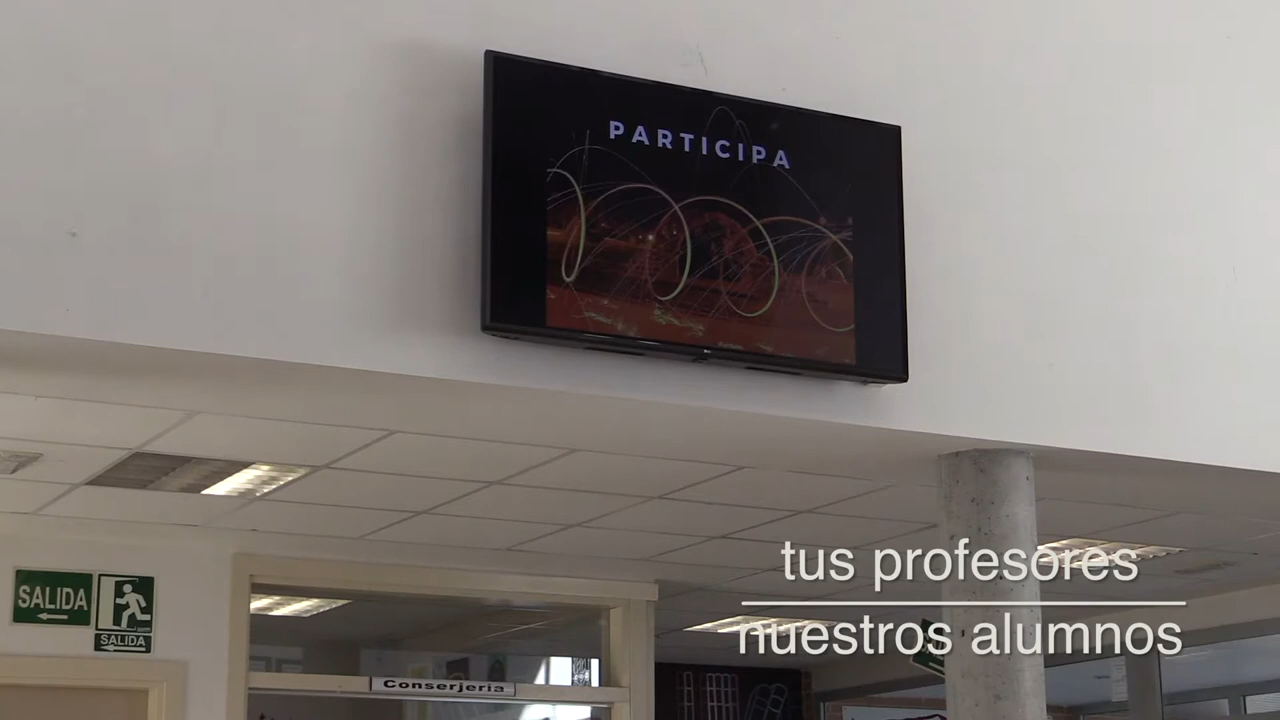 PARTICIPA
tus profesores
nuestros alumnos
SALIDA
SALIDA
Conserjería